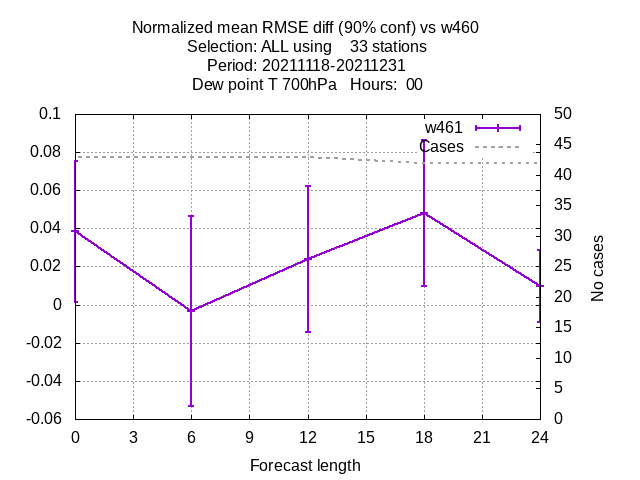 Normalized mean RMSE diff (90% conf) vs w460
Selection: ALL using    33 stations
Period: 20211118-20211231
Dew point T 700hPa   Hours:  00
0.1
0.08
0.06
0.04
0.02
0
-0.02
-0.04
-0.06
50
45
40
35
30
25
20
15
10
5
0
w461
Cases
No cases
0 3 6 9 12 15 18 21 24
Forecast length